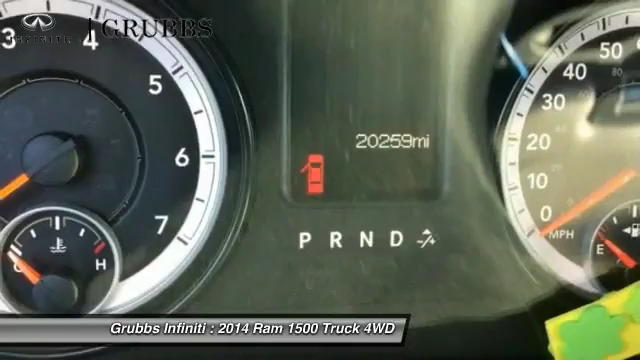 INFINITI GRUBBS
3 4 5 6 7
20 30 40 50
10
0
MPH
20259mi
P R N D
C H
E
Grubbs Infiniti : 2014 Ram 1500 Truck 4WD